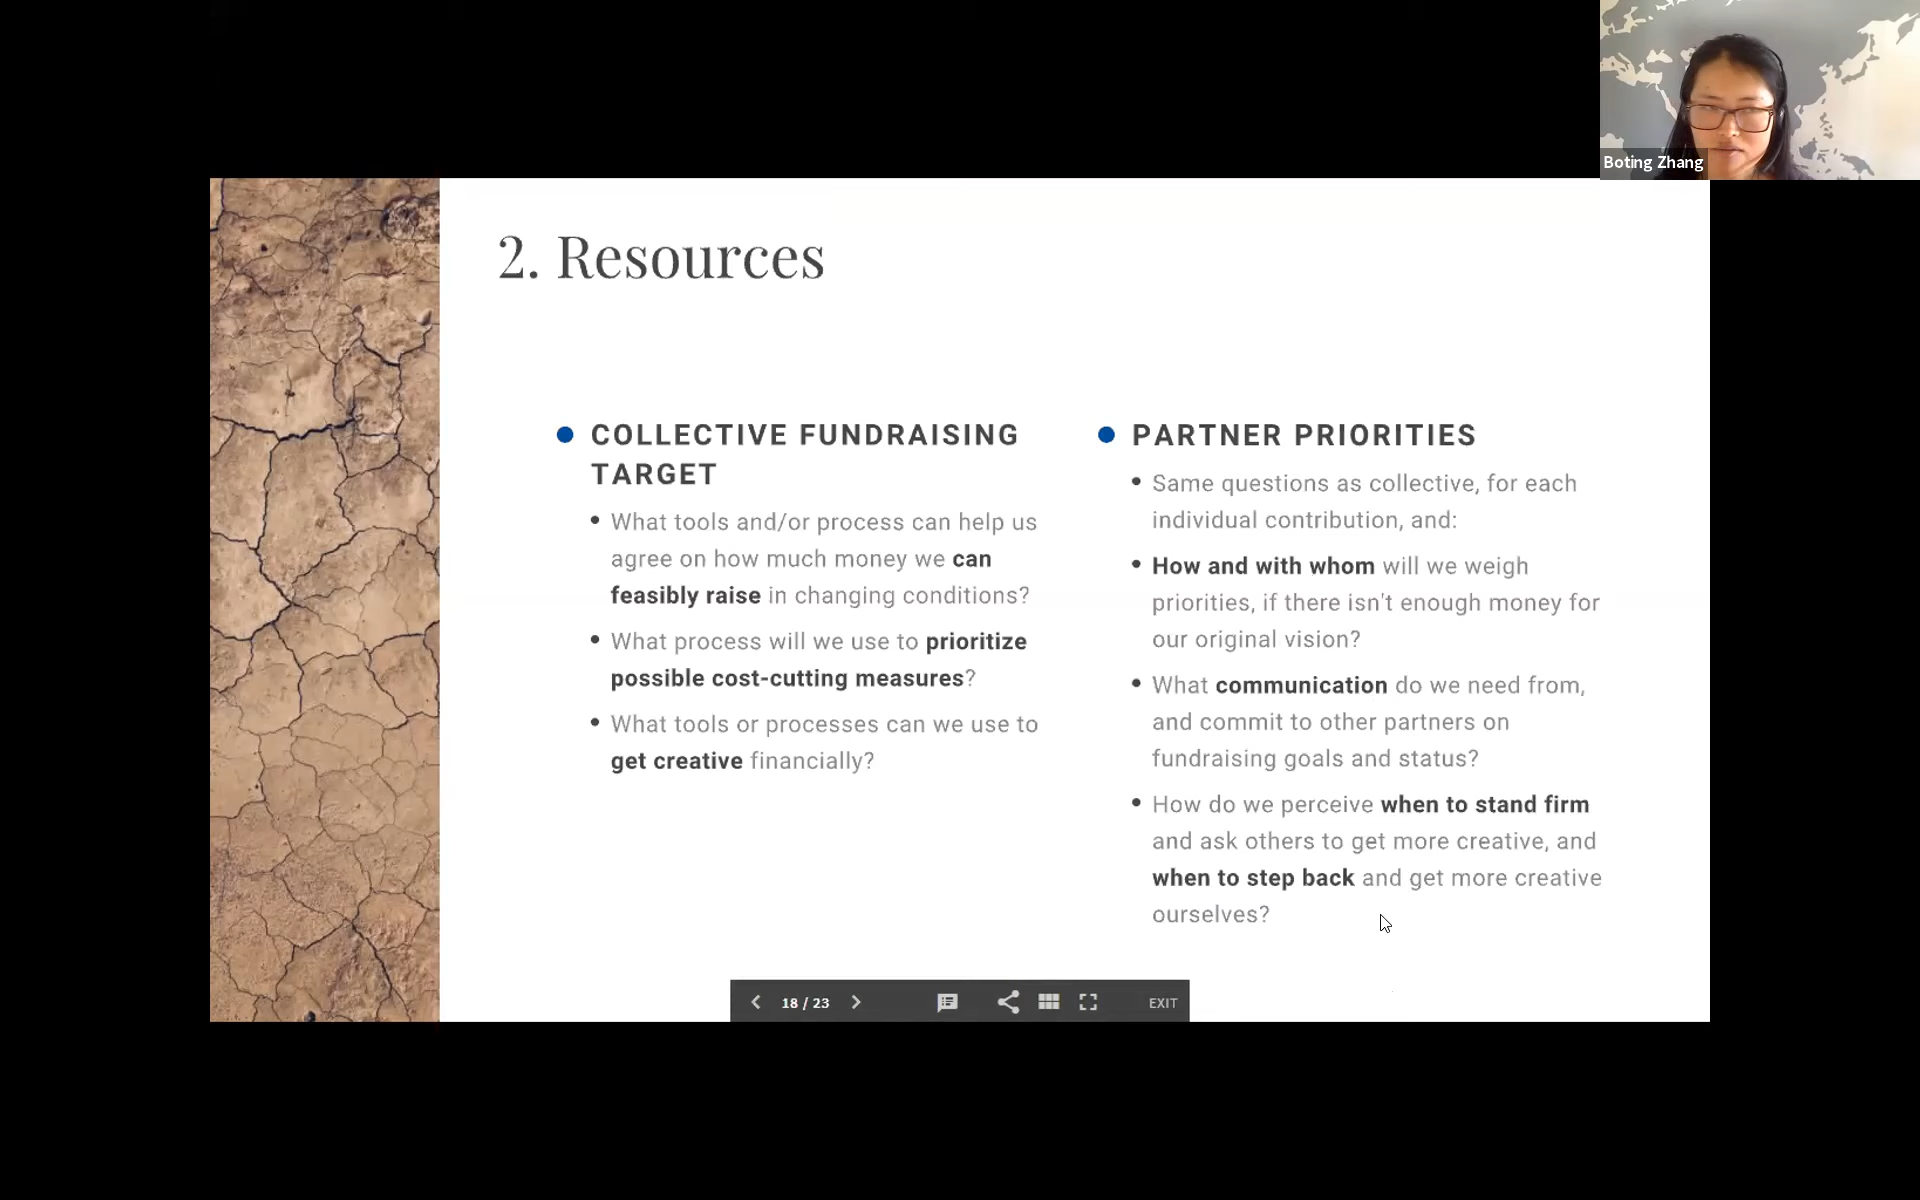 Boting Zhang
2. Resources
COLLECTIVE FUNDRAISING
TARGET
What tools and/or process can help us
agree on how much money we can
feasibly raise in changing conditions?
What process will we use to prioritize
possible cost-cutting measures?
What tools or processes can we use to
get creative financially?
PARTNER PRIORITIES
Same questions as collective, for each
individual contribution, and:
How and with whom will we weigh
priorities, if there isn't enough money for
our original vision?
What communication do we need from,
and commit to other partners on
fundraising goals and status?
How do we perceive when to stand firm
and ask others to get more creative, and
when to step back and get more creative
ourselves?
18 / 23
EXIT